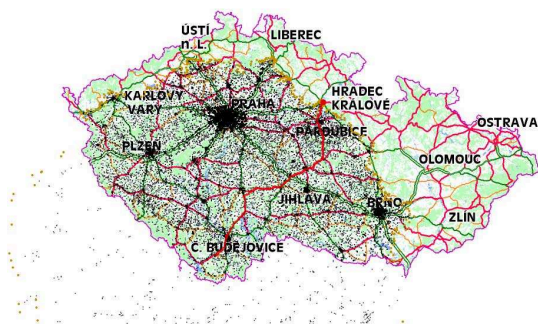 ÚSTÍ
n. L.
LIBEREC
KARLOVY
VARY
PRAHA
HRADEC
KRÁLOVÉ
PARDUBICE
OSTRAVA
PLZEŇ
OLOMOUC
JIHLAVA
BRNO
ZLÍN
Č. BUDĚJOVICE